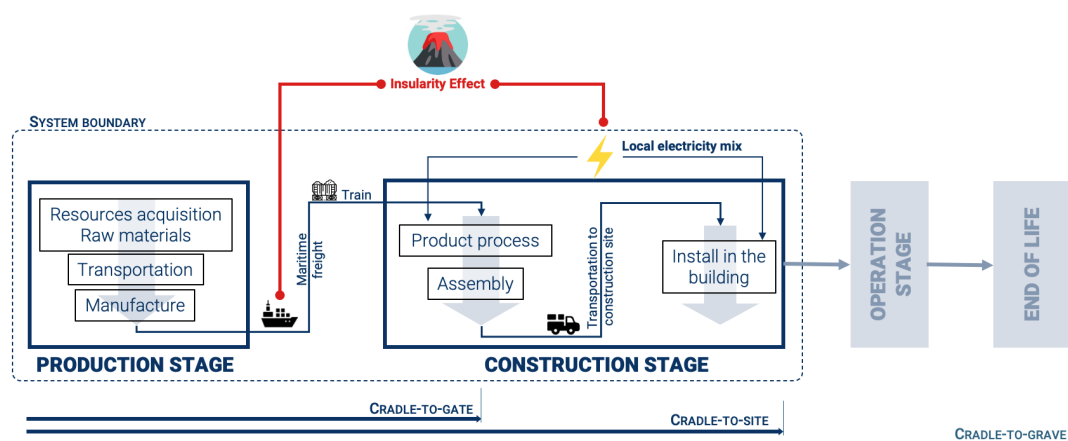 Insularity Effect
SYSTEM BOUNDARY
Local electricity mix
Train
Resources acquisition
Raw materials
Transportation
Manufacture
Maritime
freight
Product process
Assembly
Transportation to
construction site
Install in the
building
OPERATION
STAGE
END OF LIFE
PRODUCTION STAGE
CONSTRUCTION STAGE
CRADLE-TO-GATE
CRADLE-TO-SITE
CRADLE-TO-GRAVE